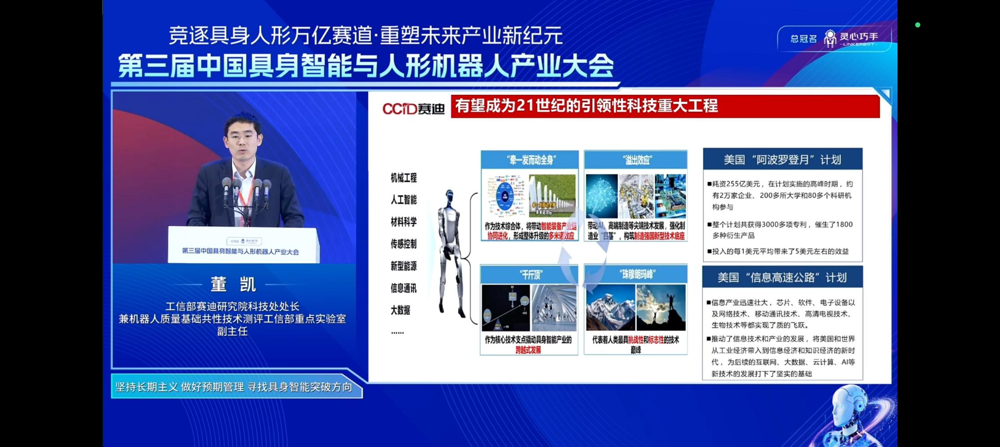 竞逐具身人形万亿赛道·重塑未来产业新纪元
第三届中国具身智能与人形机器人产业大会
总冠名 灵心巧手
-LINKERBOT-
CCID赛迪 有望成为21世纪的引领性科技重大工程
机械工程
人工智能
材料科学
传感控制
新型能源
信息通讯
大数据
......
“牵一发而动全身”
牵一发而动全身
多米诺效应
作为技术综合体，将带动智能装备产业链
协同进化，形成整体升级的多米诺效应
“溢出效应”
带动AI、高端制造等尖端技术发展，强化制
造业“四基”，构筑制造强国新型技术底座
“千斤顶”
作为核心技术支点撬动具身智能产业的
跨越式发展
“珠穆朗玛峰”
代表着人类最具挑战性和标志性的技术
巅峰
美国“阿波罗登月”计划
■耗资255亿美元，在计划实施的高峰时期，约
有2万家企业、200多所大学和80多个科研机
构参与
■整个计划共获得3000多项专利，催生了1800
多种衍生产品
■投入的每1美元平均带来了5美元左右的效益
美国“信息高速公路”计划
■信息产业迅速壮大，芯片、软件、电子设备以
及网络技术、移动通讯技术、高清电视技术、
生物技术等都实现了质的飞跃。
■推动了信息技术和产业的发展，将美国和世界
从工业经济带入到信息经济和知识经济的新时
代，为后续的互联网、大数据、云计算、AI等
新技术的发展打下了坚实的基础
总冠名 灵心巧手
第三届中国具身智能与人形机器人产业大会
董 凯
工信部赛迪研究院科技处处长
兼机器人质量基础共性技术测评工信部重点实验室
副主任
坚持长期主义 做好预期管理 寻找具身智能突破方向